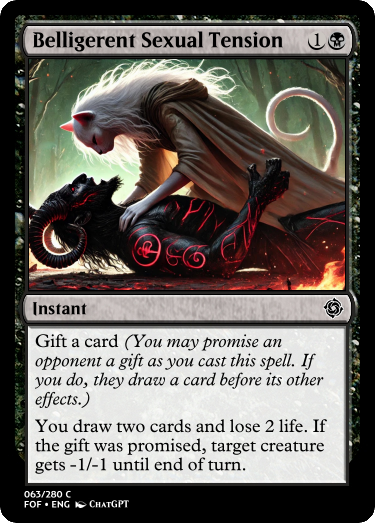 Belligerent Sexual Tension 1
Instant
Gift a card (You may promise an
opponent a gift as you cast this spell. If
you do, they draw a card before its other
effects.)
You draw two cards and lose 2 life. If
the gift was promised, target creature
gets -1/-1 until end of turn.
063/280 C
FOF • ENG ChatGPT